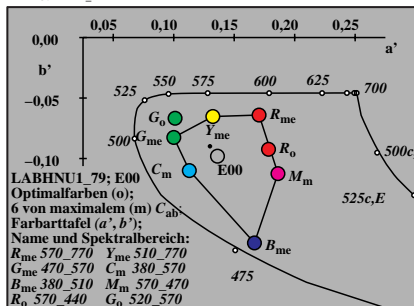 0,05 0,15 0,20 0,25
a'
0,00
b'
−0,05
−0,10
525 550 575 600 625 700
500
500c,
525c,E
475
G_o
G_me
Y_me
R_me
R_o
C_m
E00
M_m
B_me
LABHNU1_79; E00
Optimalfarben (o);
6 von maximalem (m) C_ab'
Farbarttafel (a', b'):
Name und Spektralbereich:
R_me 570_770 Y_me 510_770
G_me 470_570 C_m 380_570
B_me 380_510 M_m 570_470
R_o 570_440 G_o 520_570